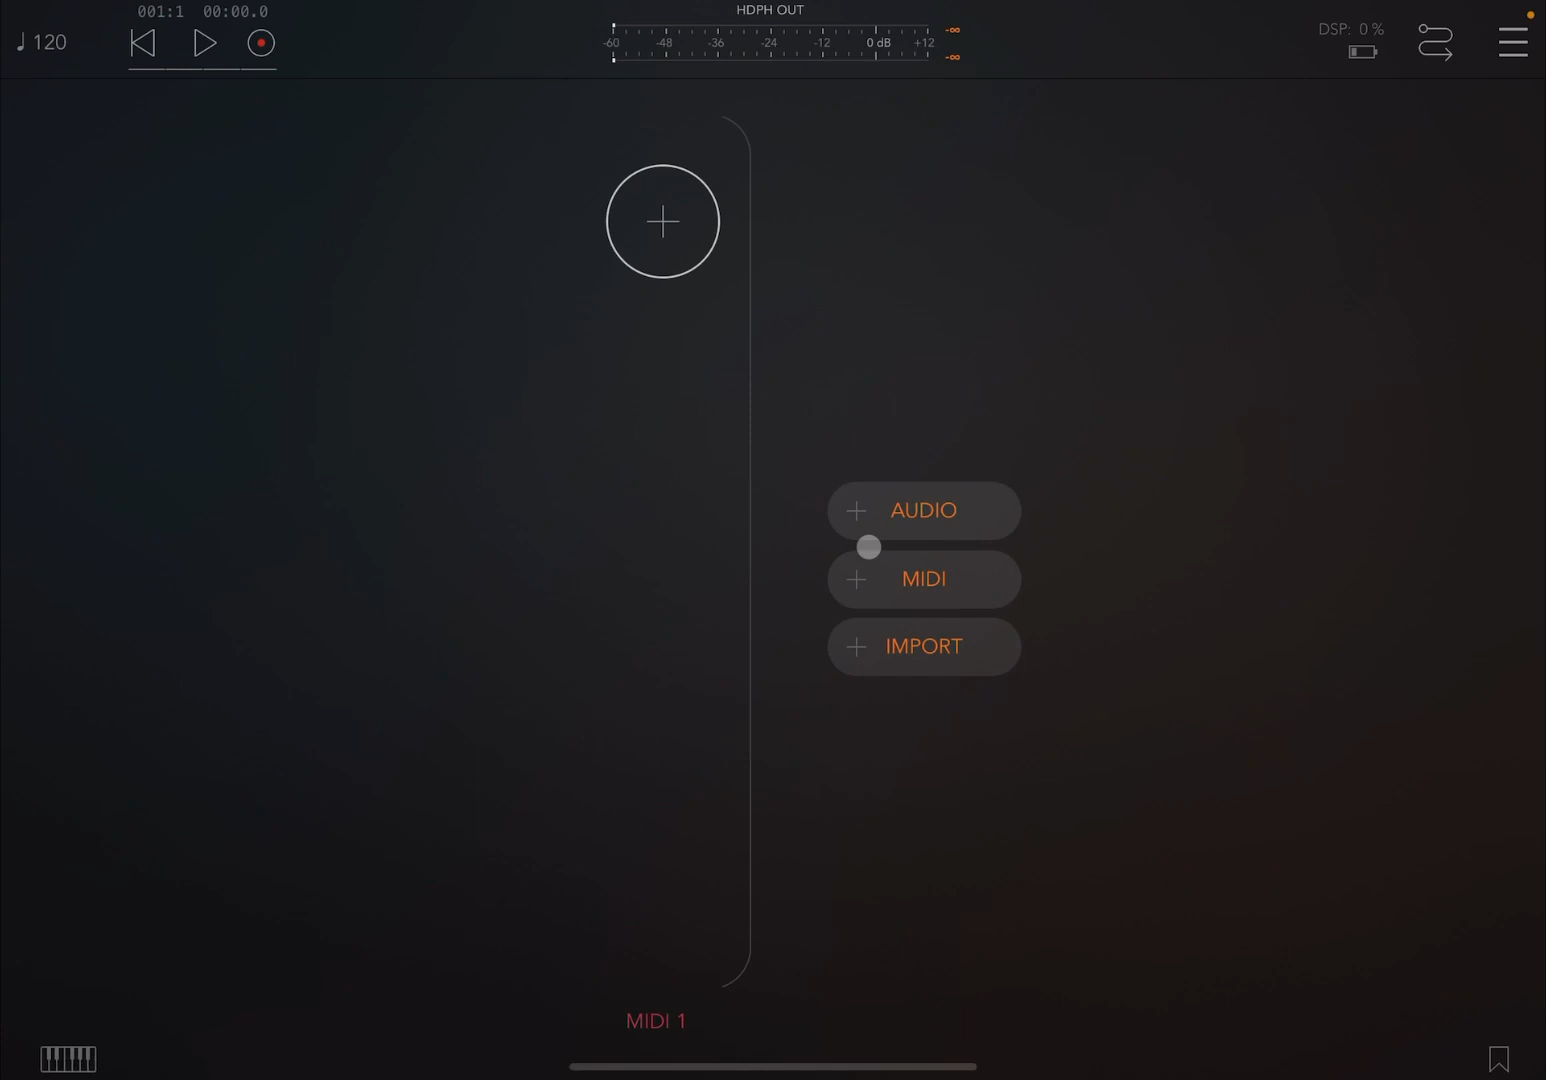 001:1 00:00.0
HDPH OUT
120
-60 -48 -36 -24 -12 0 dB +12
-∞
-∞
DSP: 0 %
AUDIO
MIDI
IMPORT
MIDI 1